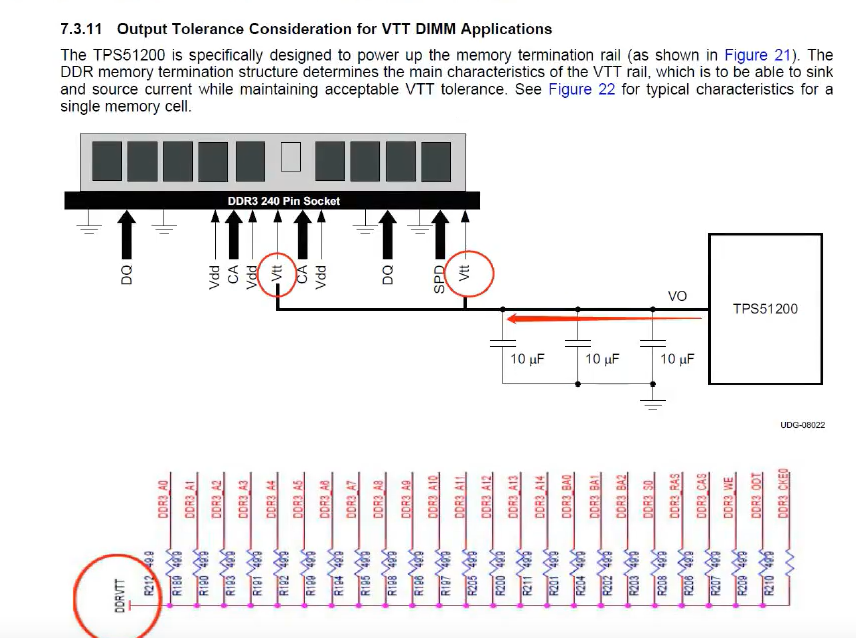 7.3.11 Output Tolerance Consideration for VTT DIMM Applications
The TPS51200 is specifically designed to power up the memory termination rail (as shown in Figure 21). The
DDR memory termination structure determines the main characteristics of the VTT rail, which is to be able to sink
and source current while maintaining acceptable VTT tolerance. See Figure 22 for typical characteristics for a
single memory cell.
DDR3 240 Pin Socket
DQ
Vdd
CA
Vdd
Vtt
CA
Vdd
DQ
SPD
Vtt
VO
TPS51200
10 µF
10 µF
10 µF
UDG-08022
DDR3_A0
DDR3_A1
DDR3_A2
DDR3_A3
DDR3_A4
DDR3_A5
DDR3_A6
DDR3_A7
DDR3_A8
DDR3_A9
DDR3_A10
DDR3_A11
DDR3_A12
DDR3_A13
DDR3_A14
DDR3_BA0
DDR3_BA1
DDR3_BA2
DDR3_S0
DDR3_RAS
DDR3_CAS
DDR3_WE
DDR3_ODT
DDR3_CKE0
DDRVTT
R212 49.9
R189 49.9
R190 49.9
R193 49.9
R191 49.9
R192 49.9
R199 49.9
R194 49.9
R195 49.9
R198 49.9
R196 49.9
R197 49.9
R205 49.9
R200 49.9
R211 49.9
R201 49.9
R204 49.9
R202 49.9
R203 49.9
R208 49.9
R206 49.9
R207 49.9
R209 49.9
R210 49.9